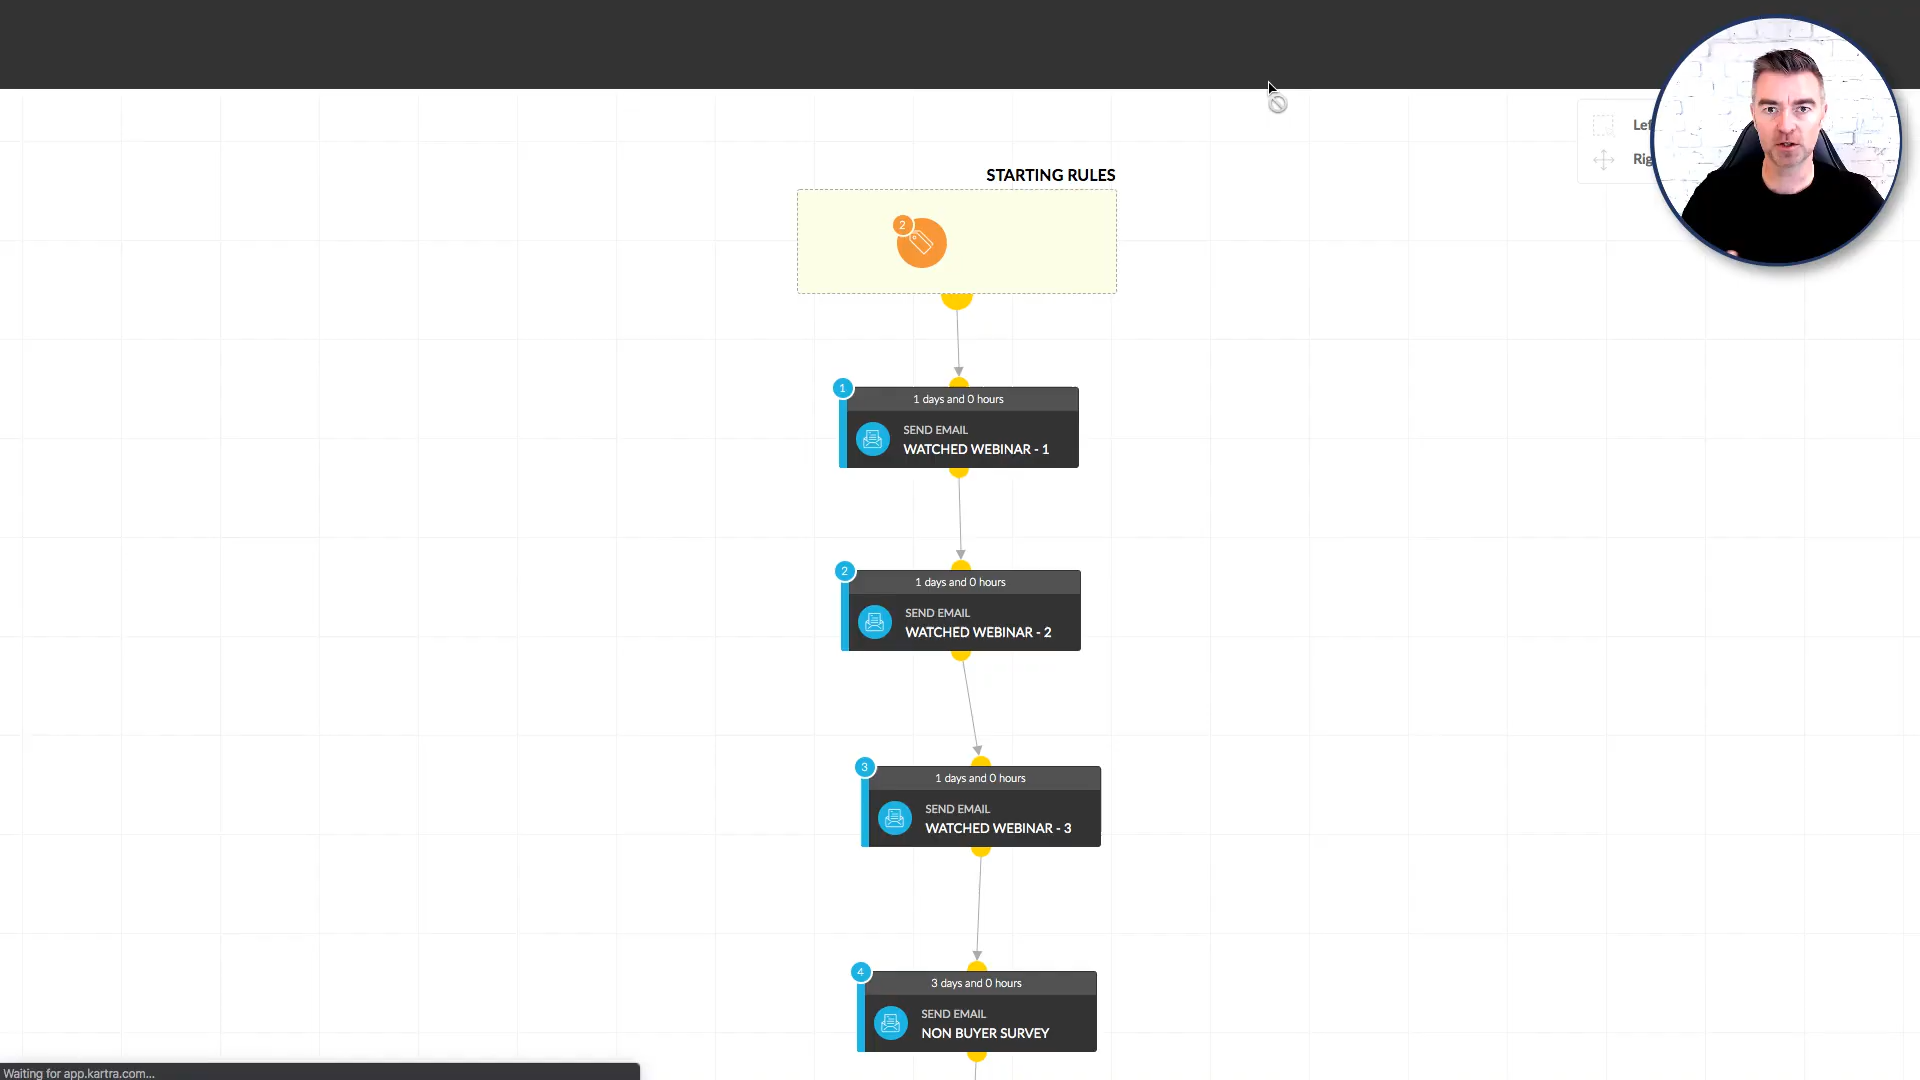 Lef
Rig
STARTING RULES
2
1
1 days and 0 hours
SEND EMAIL
WATCHED WEBINAR - 1
2
1 days and 0 hours
SEND EMAIL
WATCHED WEBINAR - 2
3
1 days and 0 hours
SEND EMAIL
WATCHED WEBINAR - 3
4
3 days and 0 hours
SEND EMAIL
NON BUYER SURVEY
Waiting for app.kartra.com...